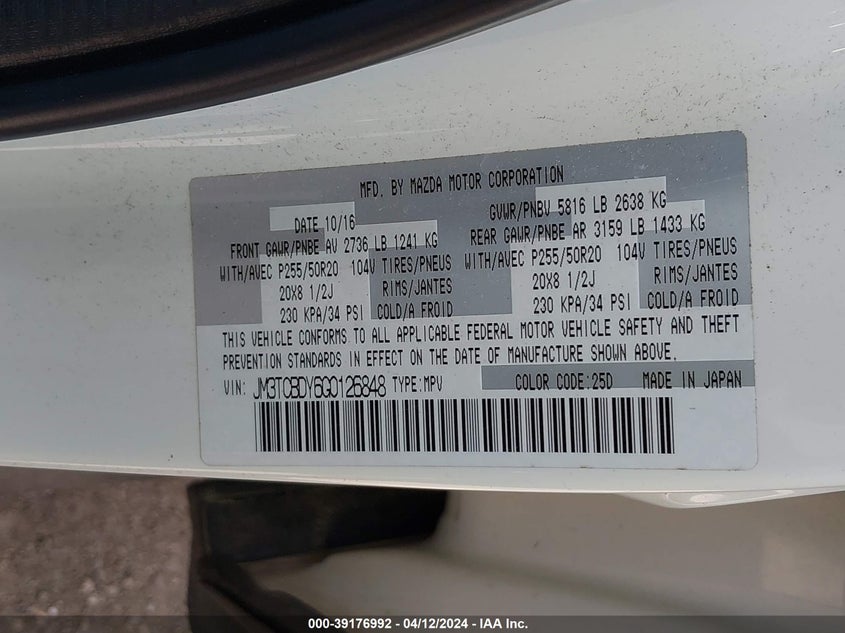 MFD. BY MAZDA MOTOR CORPORATION
DATE 10/16 GVWR/PNBV 5816 LB 2638 KG
FRONT GAWR/PNBE AV 2736 LB 1241 KG REAR GAWR/PNBE AR 3159 LB 1433 KG
WITH/AVEC P255/50R20 104V TIRES/PNEUS WITH/AVEC P255/50R20 104V TIRES/PNEUS
20X8 1/2J RIMS/JANTES 20X8 1/2J RIMS/JANTES
230 KPA/34 PSI COLD/A FROID 230 KPA/34 PSI COLD/A FROID
THIS VEHICLE CONFORMS TO ALL APPLICABLE FEDERAL MOTOR VEHICLE SAFETY AND THEFT
PREVENTION STANDARDS IN EFFECT ON THE DATE OF MANUFACTURE SHOWN ABOVE.
VIN: JM3TCBDY6G0126848 TYPE:MPV COLOR CODE:25D MADE IN JAPAN
000-39176992 - 04/12/2024 - IAA Inc.